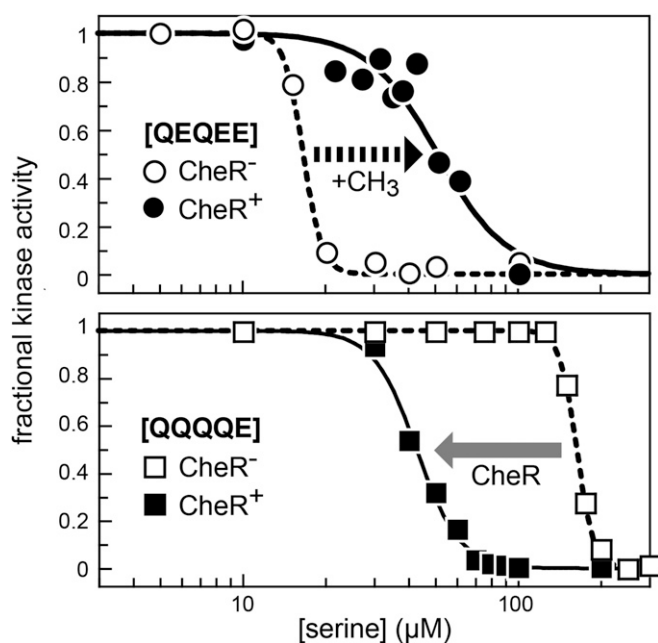 fractional kinase activity
1
0.8
0.6
0.4
0.2
0
[QEQEE]
CheR⁻
CheR⁺
+CH₃
1
0.8
0.6
0.4
0.2
0
[QQQQE]
CheR⁻
CheR⁺
CheR
10
100
[serine] (μM)